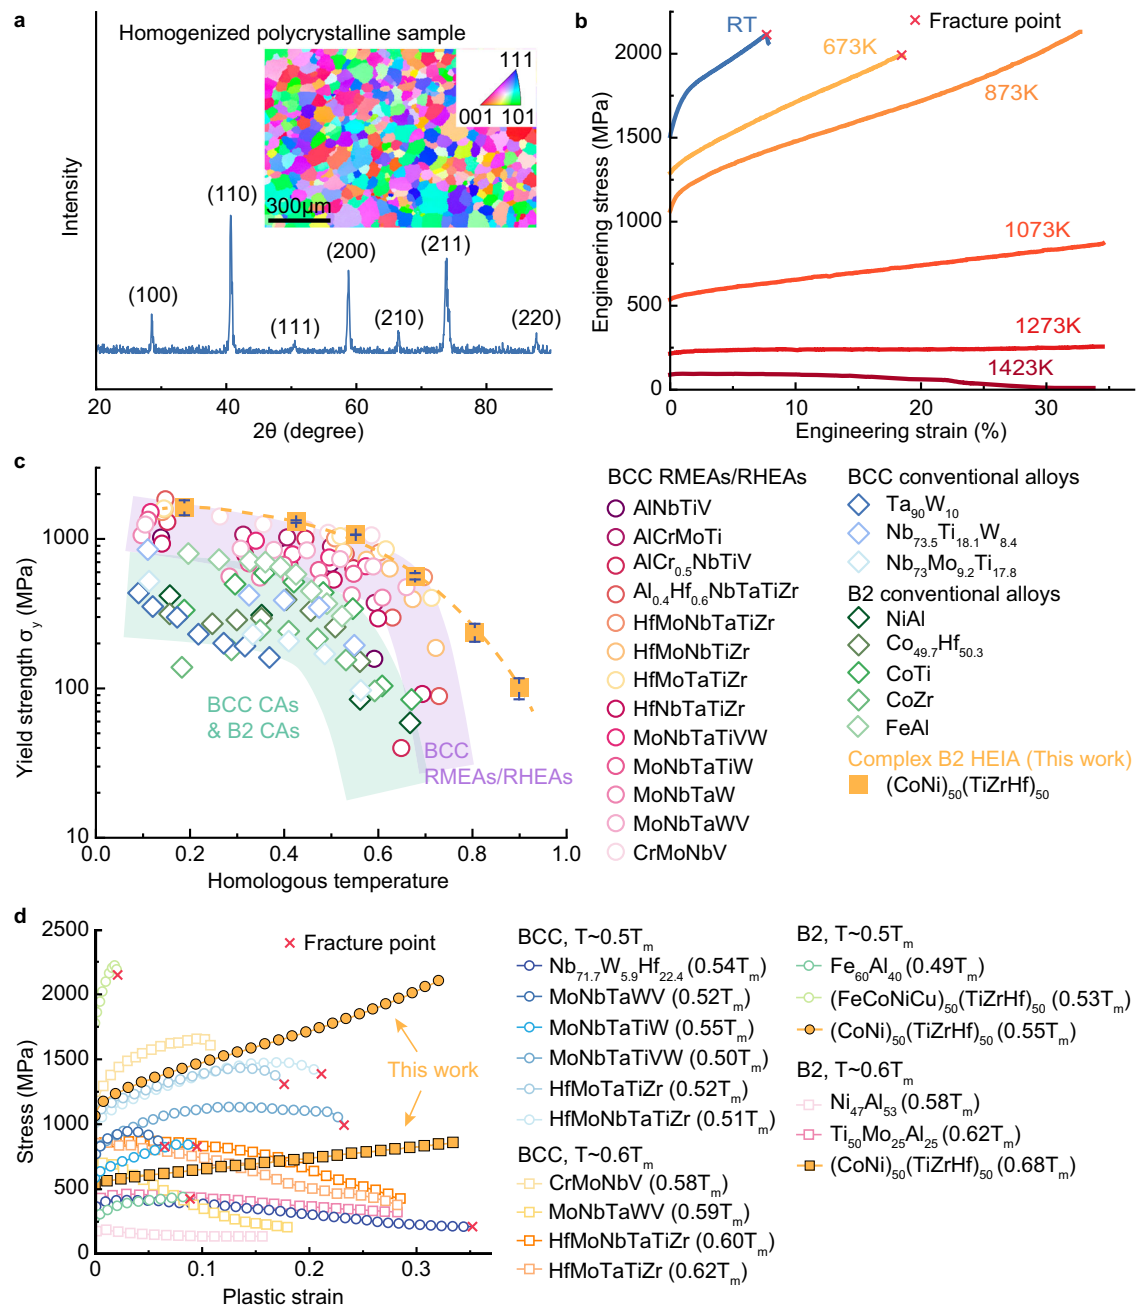 a
Homogenized polycrystalline sample
111
001 101
300μm
(100)
(110)
(111)
(200)
(210)
(211)
(220)
Intensity
20 40 60 80
2θ (degree)
b
RT
× Fracture point
673K
873K
1073K
1273K
1423K
2000
1500
1000
500
0
Engineering stress (MPa)
0 10 20 30
Engineering strain (%)
c
1000
100
10
Yield strength σy (MPa)
BCC CAs
& B2 CAs
BCC
RMEAs/RHEAs
0.0 0.2 0.4 0.6 0.8 1.0
Homologous temperature
BCC RMEAs/RHEAs
AlNbTiV
AlCrMoTi
AlCr0.5NbTiV
Al0.4Hf0.6NbTaTiZr
HfMoNbTaTiZr
HfMoNbTiZr
HfMoTaTiZr
HfNbTaTiZr
MoNbTaTiVW
MoNbTaTiW
MoNbTaW
MoNbTaWV
CrMoNbV
BCC conventional alloys
Ta90W10
Nb73.5Ti18.1W8.4
Nb73Mo9.2Ti17.8
B2 conventional alloys
NiAl
Co49.7Hf50.3
CoTi
CoZr
FeAl
Complex B2 HEIA (This work)
(CoNi)50(TiZrHf)50
d
2500
2000
1500
1000
500
0
Stress (MPa)
× Fracture point
This work
0 0.1 0.2 0.3
Plastic strain
BCC, T~0.5Tm
Nb71.7W5.9Hf22.4 (0.54Tm)
MoNbTaWV (0.52Tm)
MoNbTaTiW (0.55Tm)
MoNbTaTiVW (0.50Tm)
HfMoTaTiZr (0.52Tm)
HfMoNbTaTiZr (0.51Tm)
BCC, T~0.6Tm
CrMoNbV (0.58Tm)
MoNbTaWV (0.59Tm)
HfMoNbTaTiZr (0.60Tm)
HfMoTaTiZr (0.62Tm)
B2, T~0.5Tm
Fe60Al40 (0.49Tm)
(FeCoNiCu)50(TiZrHf)50 (0.53Tm)
(CoNi)50(TiZrHf)50 (0.55Tm)
B2, T~0.6Tm
Ni47Al53 (0.58Tm)
Ti50Mo25Al25 (0.62Tm)
(CoNi)50(TiZrHf)50 (0.68Tm)